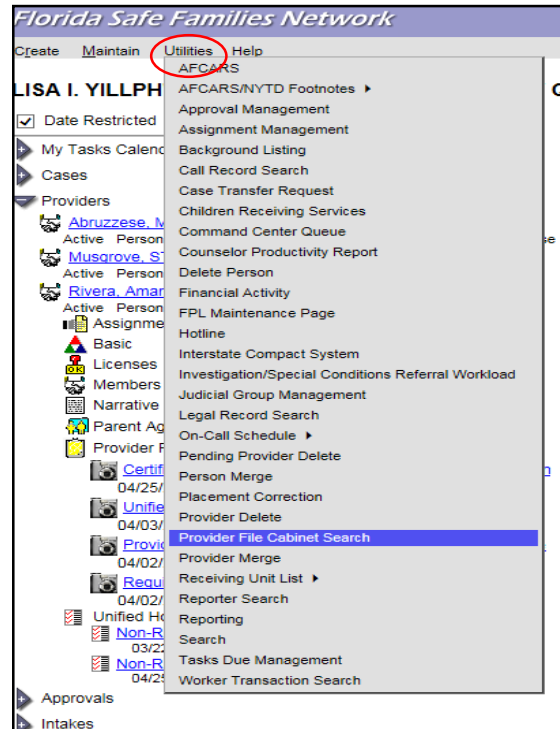 Florida Safe Families Network
Create Maintain Utilities Help
AFCARS
LISA I. YILLPH
AFCARS/NYTD Footnotes
Date Restricted
Approval Management
Assignment Management
My Tasks Calend
Background Listing
Cases
Call Record Search
Case Transfer Request
Providers
Children Receiving Services
Abruzzese, M
Command Center Queue
Active Person
se
Counselor Productivity Report
Musgrove, ST
Delete Person
Active Person
Rivera, Amar
Financial Activity
Active Person
FPL Maintenance Page
Assignme
Hotline
Basic
Interstate Compact System
Licenses
Investigation/Special Conditions Referral Workload
Members
Judicial Group Management
Narrative
Legal Record Search
Parent Ag
On-Call Schedule
Provider F
Pending Provider Delete
Certifi
Person Merge
04/25/
Placement Correction
Unifie
Provider Delete
04/03/
Provider File Cabinet Search
Provid
Provider Merge
04/02/
Receiving Unit List
Requi
Reporter Search
04/02/
Unified Ho
Reporting
Non-R
Search
03/22
Tasks Due Management
Non-R
04/25
Worker Transaction Search
Approvals
Intakes